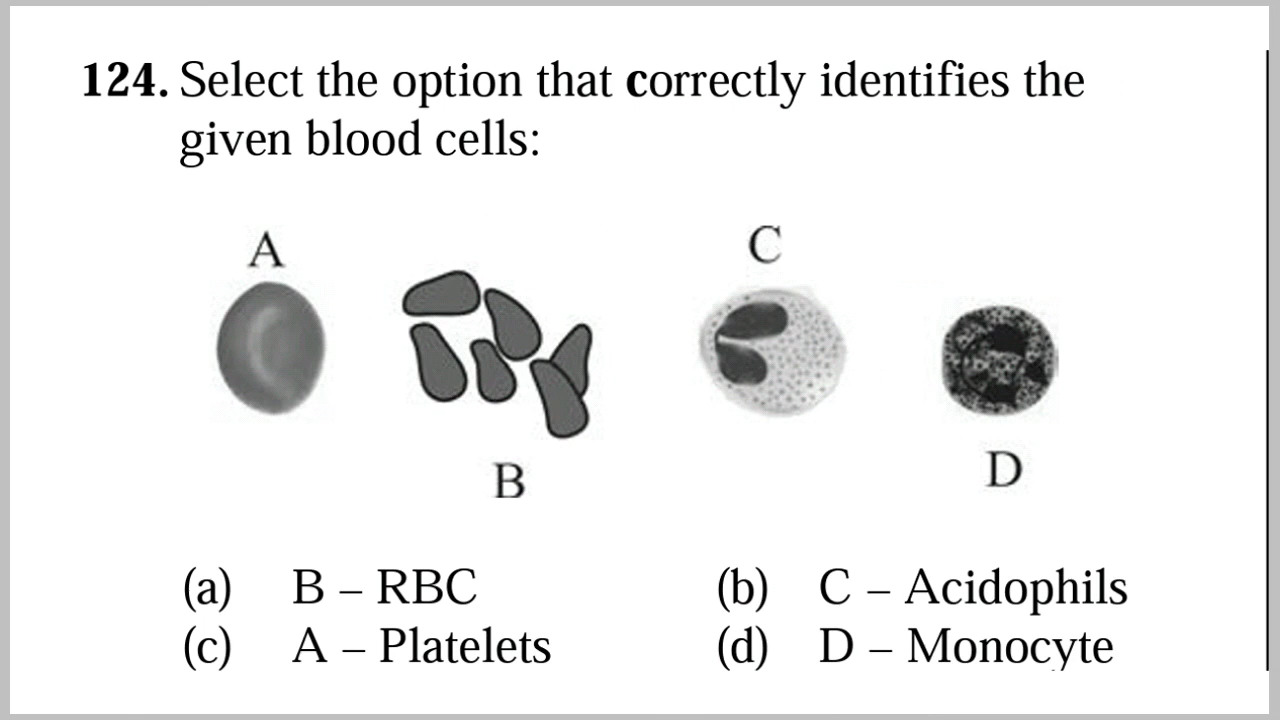 124. Select the option that correctly identifies the
given blood cells:
A
C
B
D
(a) B – RBC (b) C – Acidophils
(c) A – Platelets (d) D – Monocyte